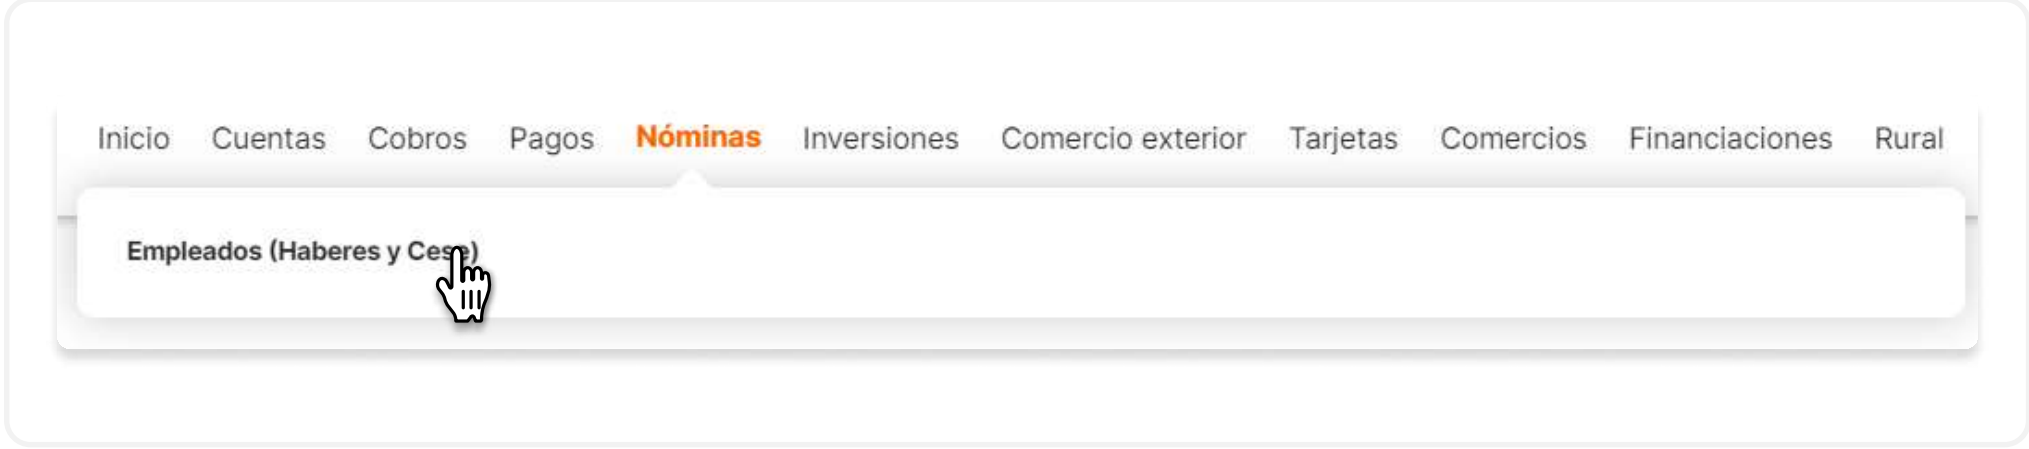 Inicio Cuentas Cobros Pagos Nóminas Inversiones Comercio exterior Tarjetas Comercios Financiaciones Rural
Empleados (Haberes y Cese)